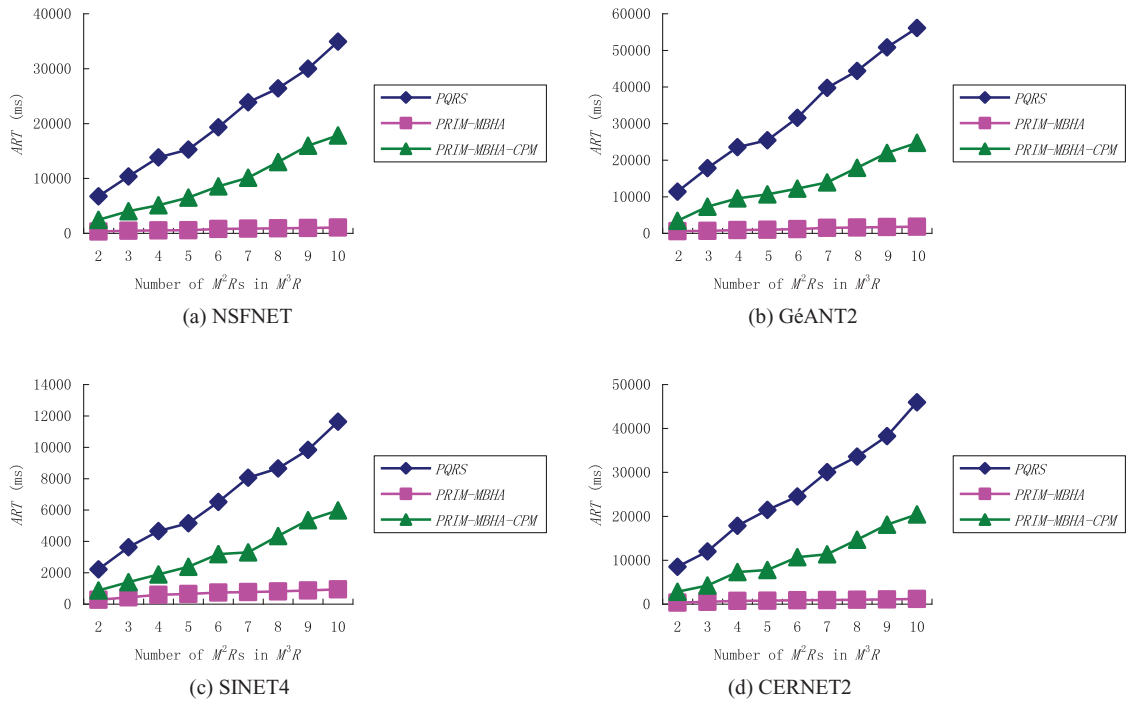 40000
30000
20000
10000
0
ART (ms)
2 3 4 5 6 7 8 9 10
Number of M²Rs in M³R
PQRS
PRIM-MBHA
PRIM-MBHA-CPM
(a) NSFNET
60000
50000
40000
30000
20000
10000
0
ART (ms)
2 3 4 5 6 7 8 9 10
Number of M²Rs in M³R
PQRS
PRIM-MBHA
PRIM-MBHA-CPM
(b) GéANT2
14000
12000
10000
8000
6000
4000
2000
0
ART (ms)
2 3 4 5 6 7 8 9 10
Number of M²Rs in M³R
PQRS
PRIM-MBHA
PRIM-MBHA-CPM
(c) SINET4
50000
40000
30000
20000
10000
0
ART (ms)
2 3 4 5 6 7 8 9 10
Number of M²Rs in M³R
PQRS
PRIM-MBHA
PRIM-MBHA-CPM
(d) CERNET2